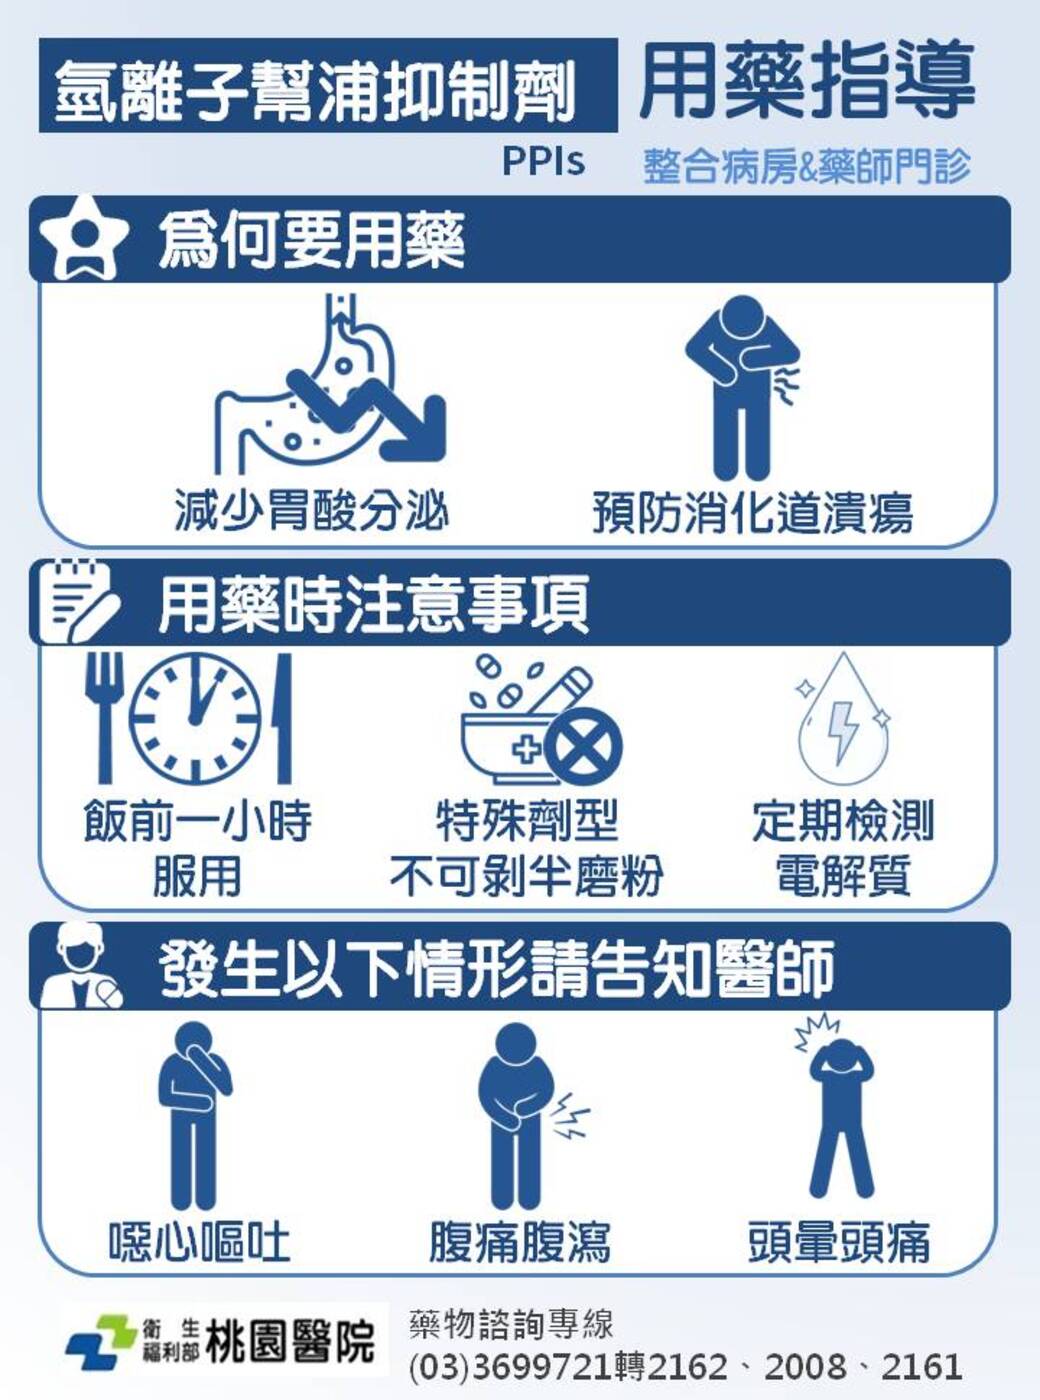 氫離子幫浦抑制劑
用藥指導
PPIs
整合病房&藥師門診
為何要用藥
減少胃酸分泌
預防消化道潰瘍
用藥時注意事項
飯前一小時
服用
特殊劑型
不可剝半磨粉
定期檢測
電解質
發生以下情形請告知醫師
噁心嘔吐
腹痛腹瀉
頭暈頭痛
衛生
福利部
桃園醫院
藥物諮詢專線
(03)3699721轉2162、2008、2161